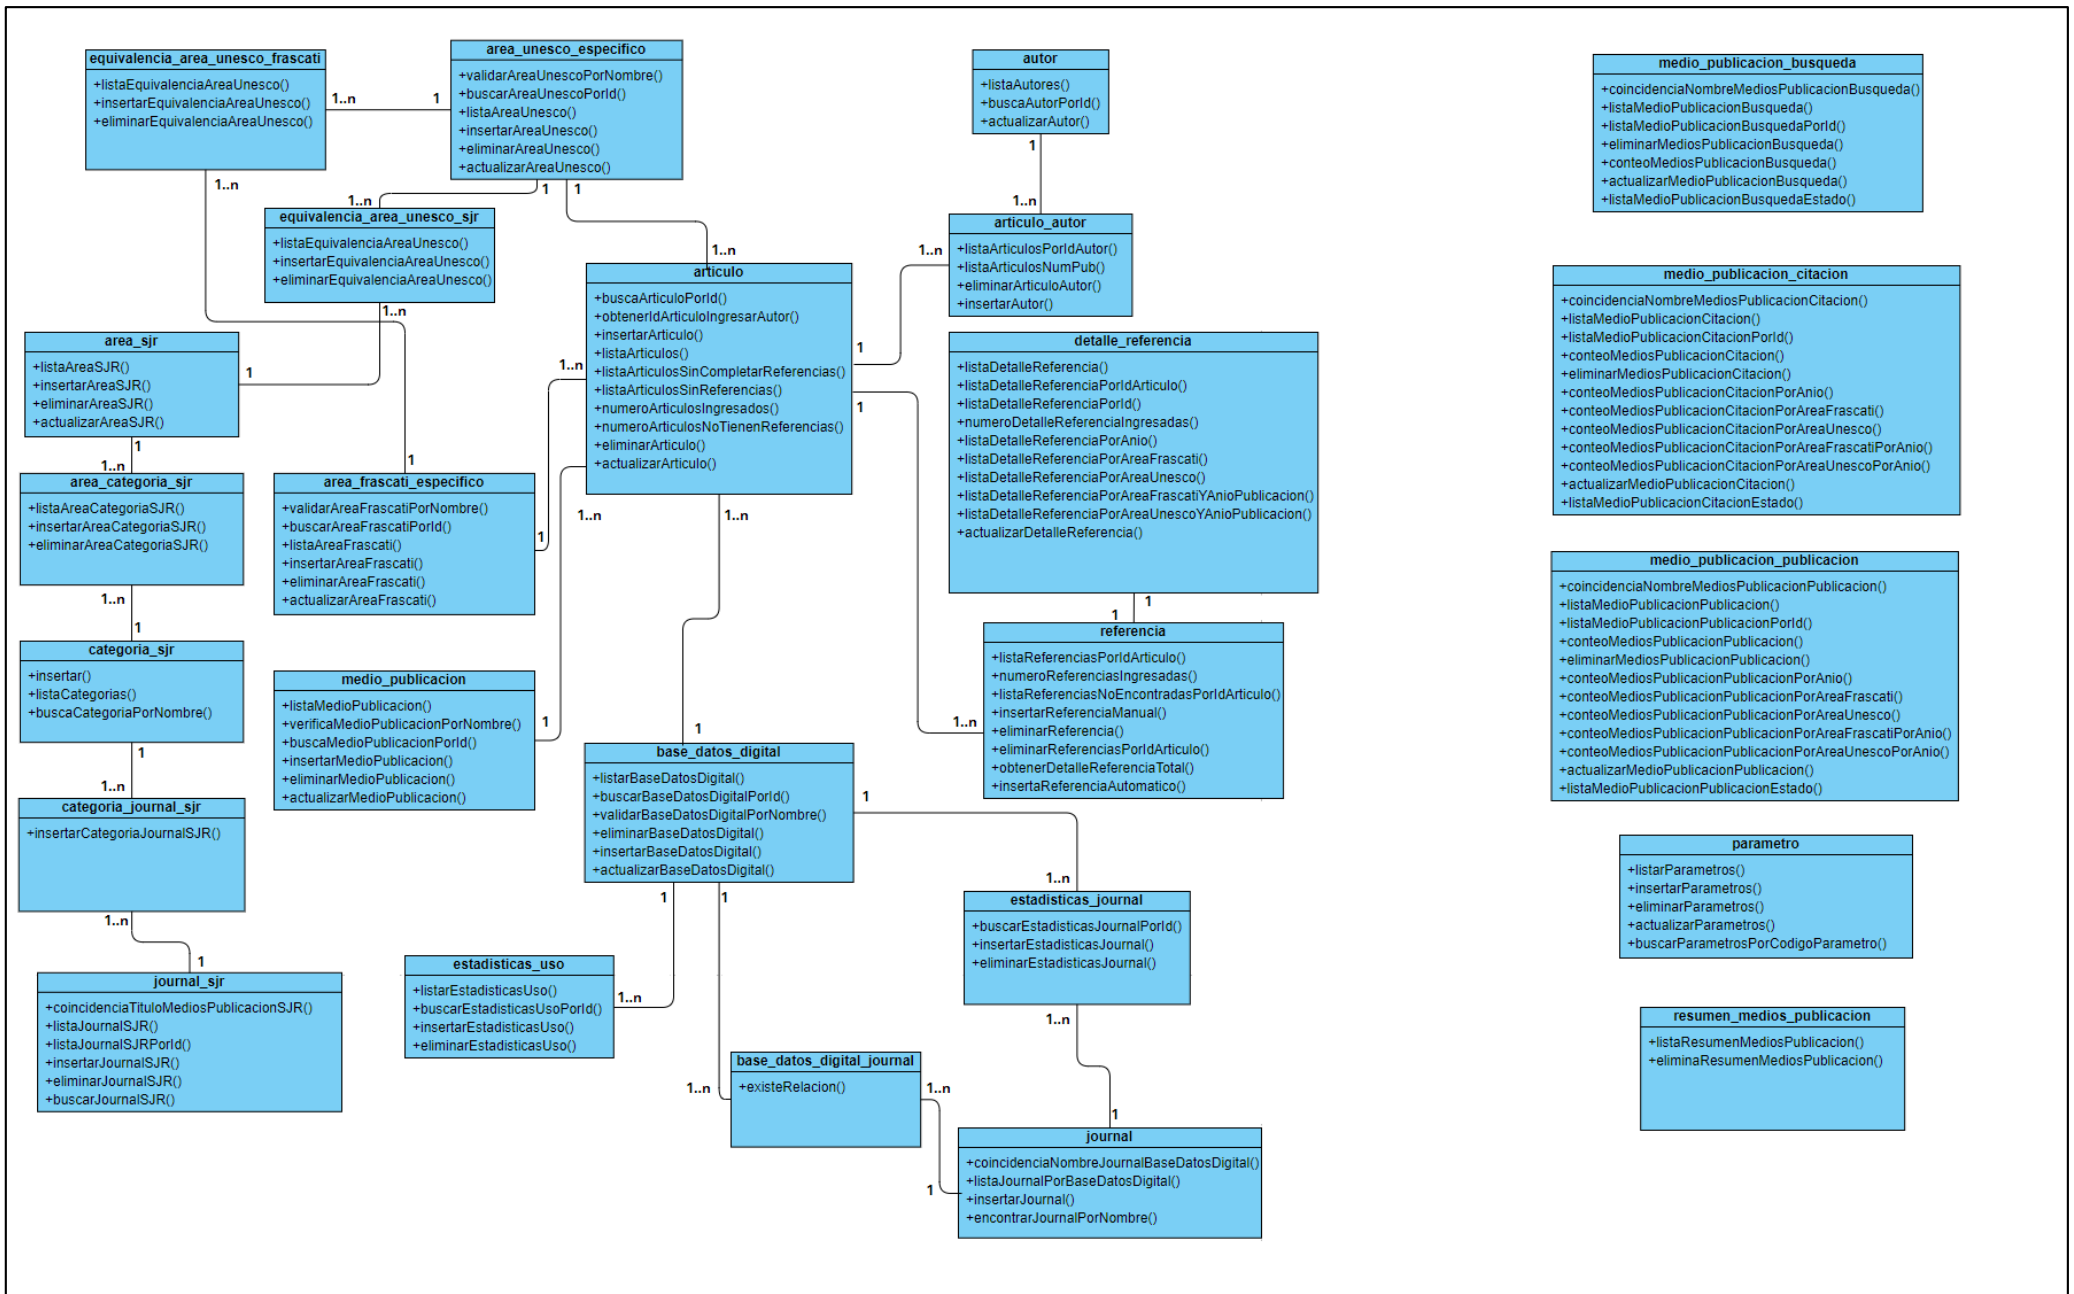 equivalencia_area_unesco_frascati
+listaEquivalenciaAreaUnesco()
+insertarEquivalenciaAreaUnesco()
+eliminarEquivalenciaAreaUnesco()
1..n
1
1..n
area_unesco_especifico
+validarAreaUnescoPorNombre()
+buscarAreaUnescoPorId()
+listaAreaUnesco()
+insertarAreaUnesco()
+eliminarAreaUnesco()
+actualizarAreaUnesco()
1
1
1..n
1..n
equivalencia_area_unesco_sjr
+listaEquivalenciaAreaUnesco()
+insertarEquivalenciaAreaUnesco()
+eliminarEquivalenciaAreaUnesco()
1..n
1
area_sjr
+listaAreaSJR()
+insertarAreaSJR()
+eliminarAreaSJR()
+actualizarAreaSJR()
1
1..n
area_categoria_sjr
+listaAreaCategoriaSJR()
+insertarAreaCategoriaSJR()
+eliminarAreaCategoriaSJR()
1..n
1
categoria_sjr
+insertar()
+listaCategorias()
+buscaCategoriaPorNombre()
1
1..n
categoria_journal_sjr
+insertarCategoriaJournalSJR()
1..n
1
journal_sjr
+coincidenciaTituloMediosPublicacionSJR()
+listaJournalSJR()
+listaJournalSJRPorId()
+insertarJournalSJR()
+eliminarJournalSJR()
+buscarJournalSJR()
1
area_frascati_especifico
+validarAreaFrascatiPorNombre()
+buscarAreaFrascatiPorId()
+listaAreaFrascati()
+insertarAreaFrascati()
+eliminarAreaFrascati()
+actualizarAreaFrascati()
1
1..n
medio_publicacion
+listaMedioPublicacion()
+verificaMedioPublicacionPorNombre()
+buscaMedioPublicacionPorId()
+insertarMedioPublicacion()
+eliminarMedioPublicacion()
+actualizarMedioPublicacion()
1
1..n
articulo
+buscaArticuloPorId()
+obtenerIdArticuloIngresarAutor()
+insertarArticulo()
+listaArticulos()
+listaArticulosSinCompletarReferencias()
+listaArticulosSinReferencias()
+numeroArticulosIngresados()
+numeroArticulosNoTienenReferencias()
+eliminarArticulo()
+actualizarArticulo()
1
1
1..n
1
base_datos_digital
+listarBaseDatosDigital()
+buscarBaseDatosDigitalPorId()
+validarBaseDatosDigitalPorNombre()
+eliminarBaseDatosDigital()
+insertarBaseDatosDigital()
+actualizarBaseDatosDigital()
1
1
1
estadisticas_uso
+listarEstadisticasUso()
+buscarEstadisticasUsoPorId()
+insertarEstadisticasUso()
+eliminarEstadisticasUso()
1..n
base_datos_digital_journal
+existeRelacion()
1..n
1..n
autor
+listaAutores()
+buscaAutorPorId()
+actualizarAutor()
1
1..n
articulo_autor
+listaArticulosPorIdAutor()
+listaArticulosNumPub()
+eliminarArticuloAutor()
+insertarAutor()
1..n
detalle_referencia
+listaDetalleReferencia()
+listaDetalleReferenciaPorIdArticulo()
+listaDetalleReferenciaPorId()
+numeroDetalleReferenciaIngresadas()
+listaDetalleReferenciaPorAnio()
+listaDetalleReferenciaPorAreaFrascati()
+listaDetalleReferenciaPorAreaUnesco()
+listaDetalleReferenciaPorAreaFrascatiYAnioPublicacion()
+listaDetalleReferenciaPorAreaUnescoYAnioPublicacion()
+actualizarDetalleReferencia()
1
1
referencia
+listaReferenciasPorIdArticulo()
+numeroReferenciasIngresadas()
+listaReferenciasNoEncontradasPorIdArticulo()
+insertarReferenciaManual()
+eliminarReferencia()
+eliminarReferenciasPorIdArticulo()
+obtenerDetalleReferenciaTotal()
+insertaReferenciaAutomatico()
1..n
1..n
estadisticas_journal
+buscarEstadisticasJournalPorId()
+insertarEstadisticasJournal()
+eliminarEstadisticasJournal()
1..n
1
journal
+coincidenciaNombreJournalBaseDatosDigital()
+listaJournalPorBaseDatosDigital()
+insertarJournal()
+encontrarJournalPorNombre()
1
medio_publicacion_busqueda
+coincidenciaNombreMediosPublicacionBusqueda()
+listaMedioPublicacionBusqueda()
+listaMedioPublicacionBusquedaPorId()
+eliminarMediosPublicacionBusqueda()
+conteoMediosPublicacionBusqueda()
+actualizarMedioPublicacionBusqueda()
+listaMedioPublicacionBusquedaEstado()
medio_publicacion_citacion
+coincidenciaNombreMediosPublicacionCitacion()
+listaMedioPublicacionCitacion()
+listaMedioPublicacionCitacionPorId()
+conteoMediosPublicacionCitacion()
+eliminarMediosPublicacionCitacion()
+conteoMediosPublicacionCitacionPorAnio()
+conteoMediosPublicacionCitacionPorAreaFrascati()
+conteoMediosPublicacionCitacionPorAreaUnesco()
+conteoMediosPublicacionCitacionPorAreaFrascatiPorAnio()
+conteoMediosPublicacionCitacionPorAreaUnescoPorAnio()
+actualizarMedioPublicacionCitacion()
+listaMedioPublicacionCitacionEstado()
medio_publicacion_publicacion
+coincidenciaNombreMediosPublicacionPublicacion()
+listaMedioPublicacionPublicacion()
+listaMedioPublicacionPublicacionPorId()
+conteoMediosPublicacionPublicacion()
+eliminarMediosPublicacionPublicacion()
+conteoMediosPublicacionPublicacionPorAnio()
+conteoMediosPublicacionPublicacionPorAreaFrascati()
+conteoMediosPublicacionPublicacionPorAreaUnesco()
+conteoMediosPublicacionPublicacionPorAreaFrascatiPorAnio()
+conteoMediosPublicacionPublicacionPorAreaUnescoPorAnio()
+actualizarMedioPublicacionPublicacion()
+listaMedioPublicacionPublicacionEstado()
parametro
+listarParametros()
+insertarParametros()
+eliminarParametros()
+actualizarParametros()
+buscarParametrosPorCodigoParametro()
resumen_medios_publicacion
+listaResumenMediosPublicacion()
+eliminaResumenMediosPublicacion()